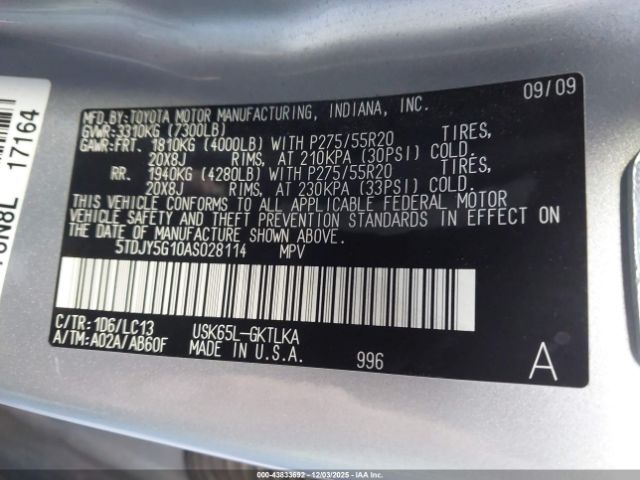 09/09
MFD.BY:TOYOTA MOTOR MANUFACTURING, INDIANA, INC.
GVWR:3310KG (7300LB)
GAWR:FRT. 1810KG (4000LB) WITH P275/55R20 TIRES,
20X8J RIMS, AT 210KPA (30PSI) COLD.
RR. 1940KG (4280LB) WITH P275/55R20 TIRES,
20X8J RIMS, AT 230KPA (33PSI) COLD.
THIS VEHICLE CONFORMS TO ALL APPLICABLE FEDERAL MOTOR
VEHICLE SAFETY AND THEFT PREVENTION STANDARDS IN EFFECT ON
THE DATE OF MANUFACTURE SHOWN ABOVE.
5TDJY5G10AS028114 MPV
C/TR:1D6/LC13 USK65L-GKTLKA
A/TM:A02A/AB60F MADE IN U.S.A. 996 A
17164
IAA-43833692 - 12/03/2025 - IAAI.COM